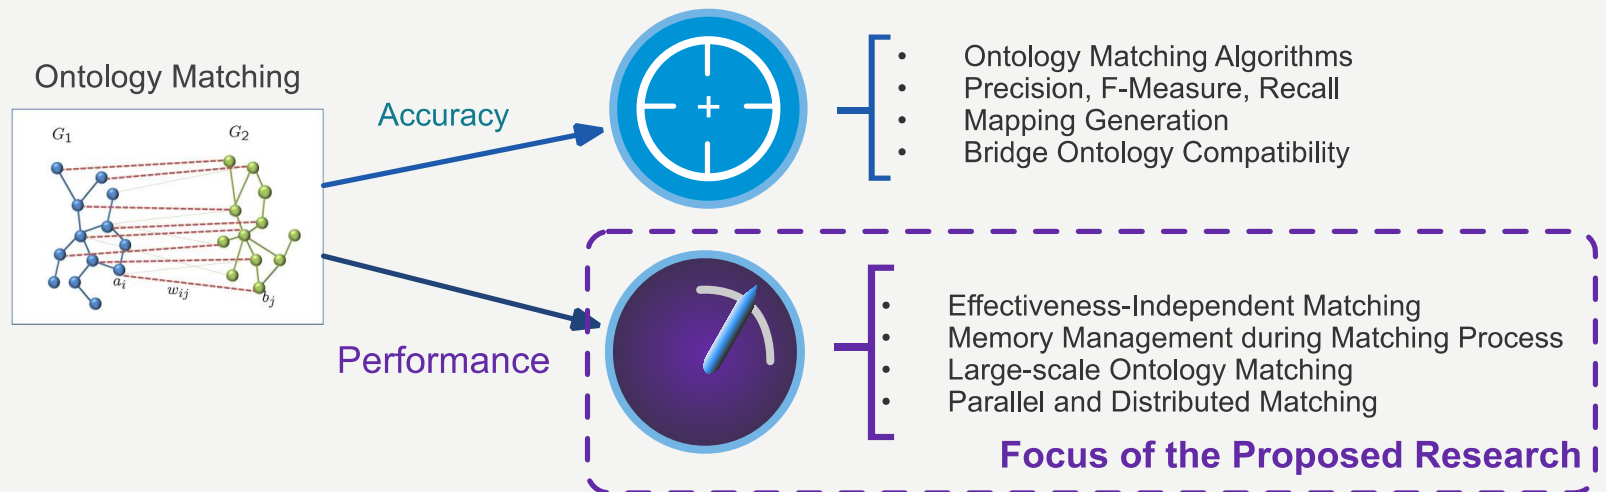 Ontology Matching
G1
G2
ai
wij
bj
Accuracy
• Ontology Matching Algorithms
• Precision, F-Measure, Recall
• Mapping Generation
• Bridge Ontology Compatibility
Performance
• Effectiveness-Independent Matching
• Memory Management during Matching Process
• Large-scale Ontology Matching
• Parallel and Distributed Matching
Focus of the Proposed Research